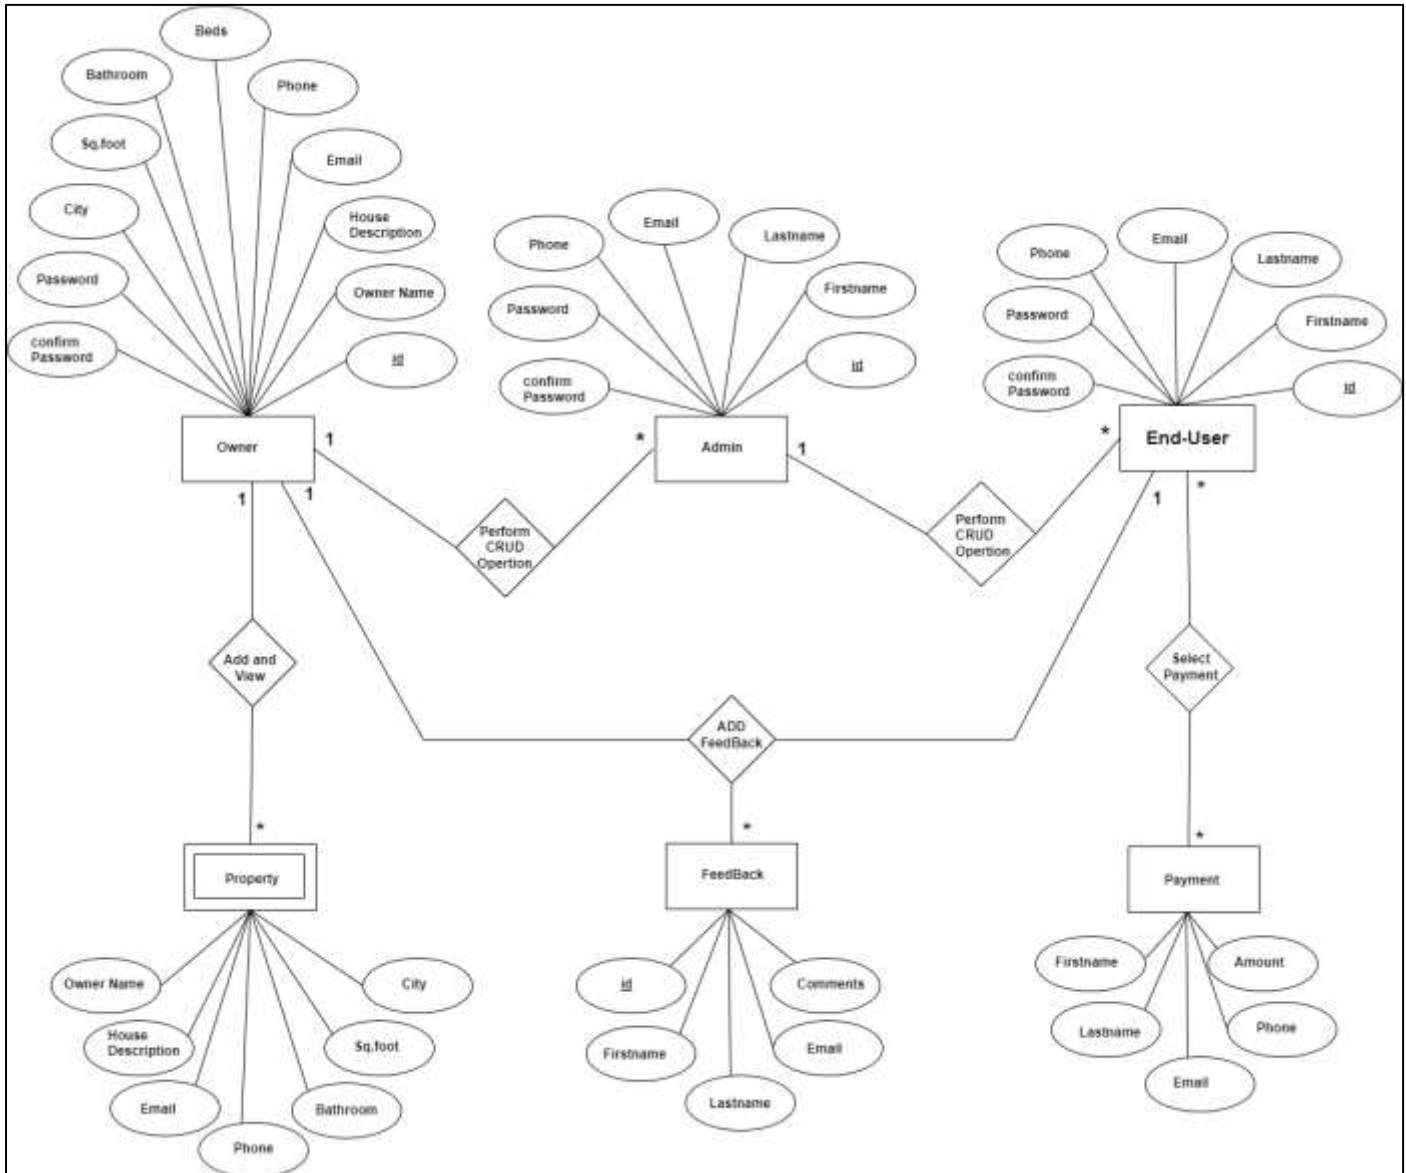 Beds
Bathroom
Phone
Sq.foot
Email
City
House
Description
Password
Owner Name
confirm
Password
id
Phone
Email
Lastname
Password
Firstname
confirm
Password
id
Phone
Email
Lastname
Password
Firstname
confirm
Password
id
Owner
1
*
Admin
1
*
End-User
1
1
1
*
Perform
CRUD
Opertion
Perform
CRUD
Opertion
Add and
View
Select
Payment
ADD
FeedBack
*
*
*
Property
FeedBack
Payment
Owner Name
City
House
Description
Sq.foot
Email
Bathroom
Phone
id
Comments
Firstname
Email
Lastname
Firstname
Amount
Lastname
Phone
Email